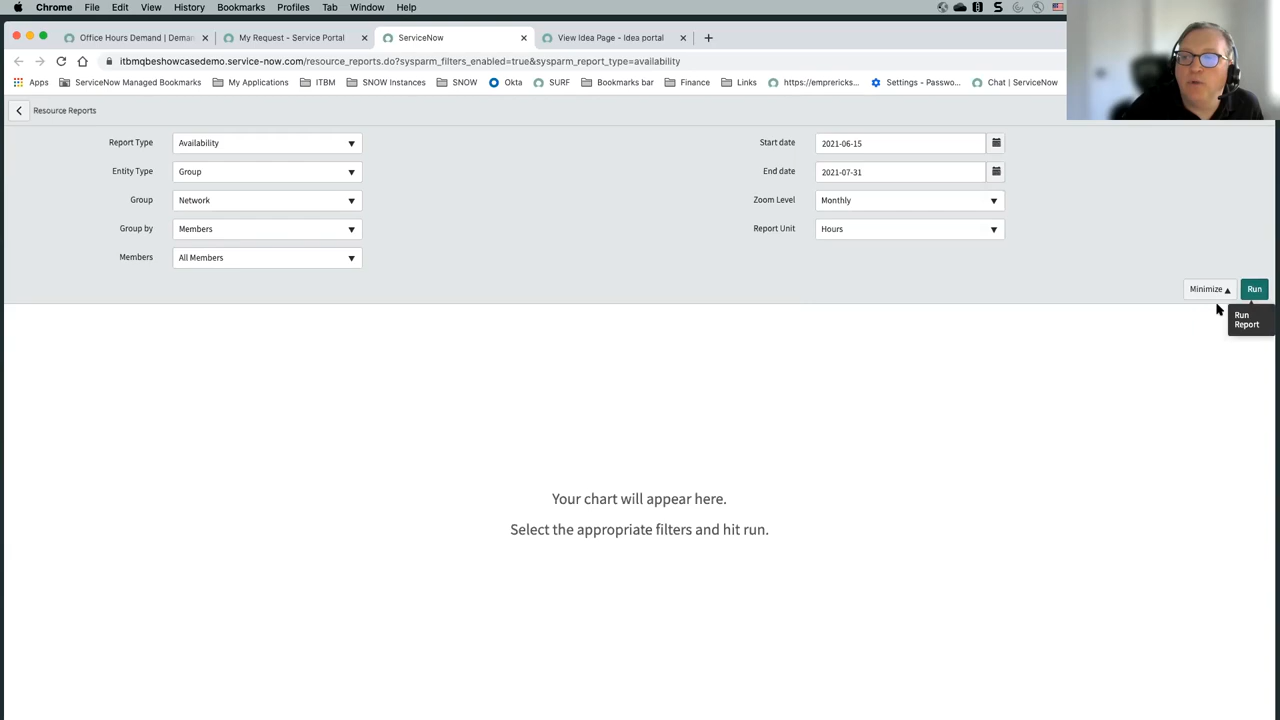 Chrome File Edit View History Bookmarks Profiles Tab Window Help
Office Hours Demand | Deman
My Request - Service Portal
ServiceNow
View Idea Page - Idea portal
itbmqbeshowcasedemo.service-now.com/resource_reports.do?sysparm_filters_enabled=true&sysparm_report_type=availability
Apps ServiceNow Managed Bookmarks My Applications ITBM SNOW Instances SNOW Okta SURF Bookmarks bar Finance Links https://emprericks... Settings - Passwo... Chat | ServiceNow
Resource Reports
Report Type Availability Start date 2021-06-15
Entity Type Group End date 2021-07-31
Group Network Zoom Level Monthly
Group by Members Report Unit Hours
Members All Members
Minimize Run
Run
Report
Your chart will appear here.
Select the appropriate filters and hit run.